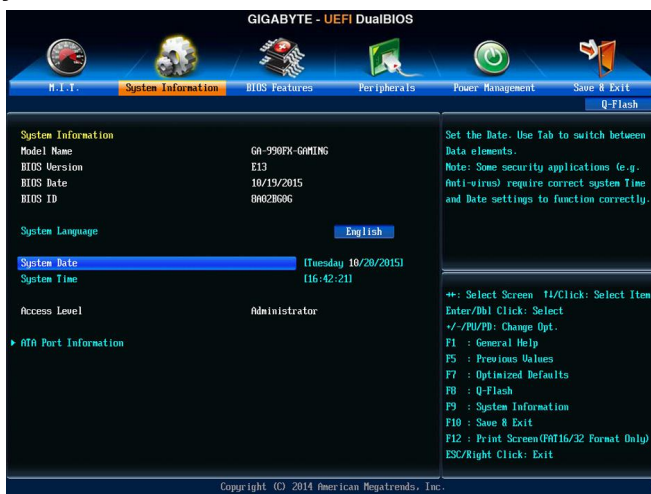 GIGABYTE - UEFI DualBIOS
M.I.T. System Information BIOS Features Peripherals Power Management Save & Exit
Q-Flash
System Information
Model Name GA-990FX-GAMING
BIOS Version E13
BIOS Date 10/19/2015
BIOS ID 8A02BG0G
System Language English
System Date [Tuesday 10/20/2015]
System Time [16:42:21]
Access Level Administrator
ATA Port Information
Set the Date. Use Tab to switch between
Data elements.
Note: Some security applications (e.g.
Anti-virus) require correct system Time
and Date settings to function correctly.
→←: Select Screen ↑↓/Click: Select Item
Enter/Dbl Click: Select
+/-/PU/PD: Change Opt.
F1 : General Help
F5 : Previous Values
F7 : Optimized Defaults
F8 : Q-Flash
F9 : System Information
F10 : Save & Exit
F12 : Print Screen(FAT16/32 Format Only)
ESC/Right Click: Exit
Copyright (C) 2014 American Megatrends, Inc.